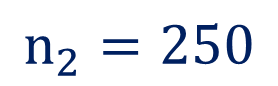 n₂ = 250